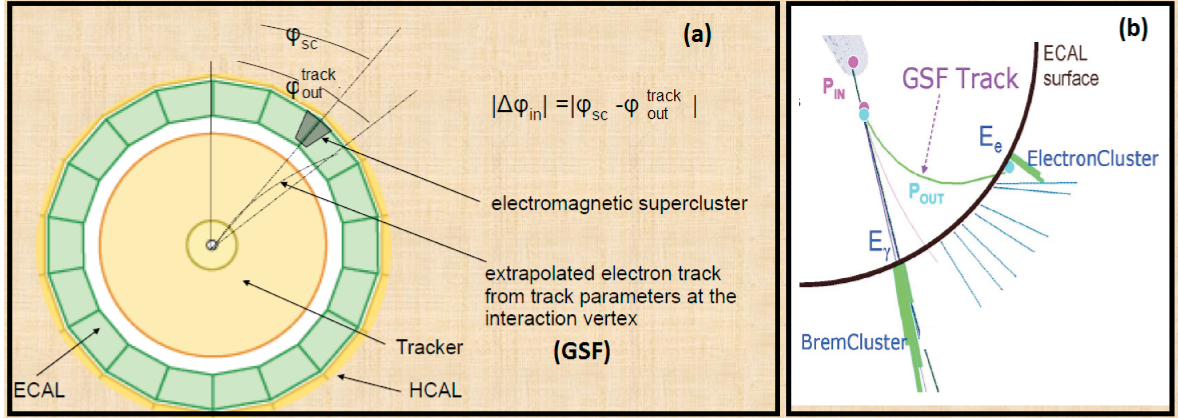 (a)
φsc
φ track out
|Δφin| =|φsc -φ track out |
electromagnetic supercluster
extrapolated electron track
from track parameters at the
interaction vertex
(GSF)
Tracker
ECAL
HCAL
(b)
ECAL
surface
PIN
GSF Track
Ee
ElectronCluster
POUT
Eγ
BremCluster